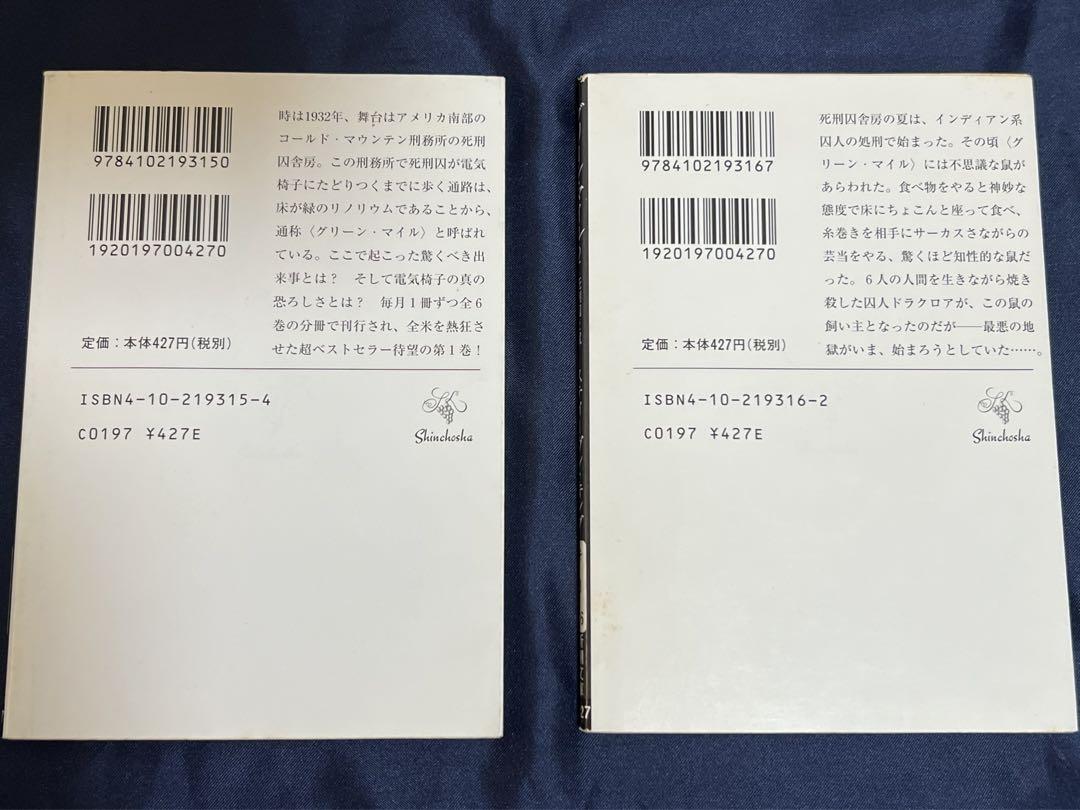 9784102193150
1920197004270
定価：本体427円(税別)
時は1932年、舞台はアメリカ南部の
コールド・マウンテン刑務所の死刑
囚舎房。この刑務所で死刑囚が電気
椅子にたどりつくまでに歩く通路は、
床が緑のリノリウムであることから、
通称〈グリーン・マイル〉と呼ばれ
ている。ここで起こった驚くべき出
来事とは？　そして電気椅子の真の
恐ろしさとは？　毎月１冊ずつ全６
巻の分冊で刊行され、全米を熱狂さ
せた超ベストセラー待望の第１巻！
ISBN4-10-219315-4
C0197 ¥427E
Shinchosha
9784102193167
1920197004270
定価：本体427円(税別)
死刑囚舎房の夏は、インディアン系
囚人の処刑で始まった。その頃〈グ
リーン・マイル〉には不思議な鼠が
あらわれた。食べ物をやると神妙な
態度で床にちょこんと座って食べ、
糸巻きを相手にサーカスさながらの
芸当をやる、驚くほど知性的な鼠だ
った。６人の人間を生きながら焼き
殺した囚人ドラクロアが、この鼠の
飼い主となったのだが──最悪の地
獄がいま、始まろうとしていた……。
ISBN4-10-219316-2
C0197 ¥427E
Shinchosha